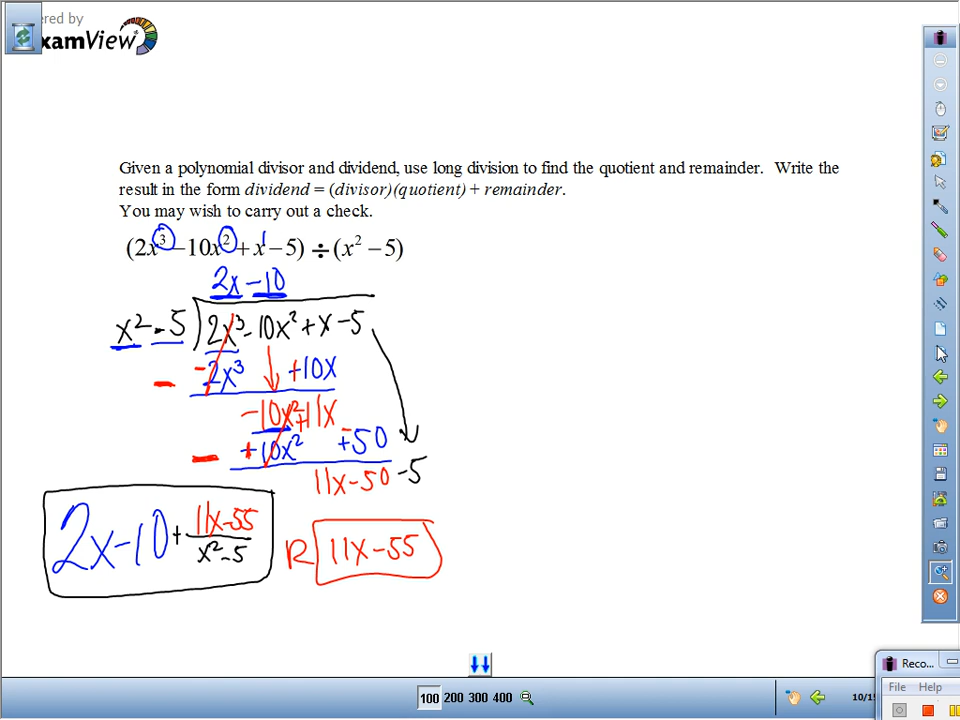 ered by
xamView
Given a polynomial divisor and dividend, use long division to find the quotient and remainder. Write the
result in the form dividend = (divisor)(quotient) + remainder.
You may wish to carry out a check.
(2x³ −10x² + x¹ − 5) ÷ (x² − 5)
2x − 10
x² − 5 2x³ − 10x² + x − 5
− −2x³ +10x
−10x² + 11x
− +10x² +50
11x − 50 − 5
2x − 10 + (11x − 55)/(x² − 5)
R 11x − 55
100 200 300 400
10/15
Reco...
File Help